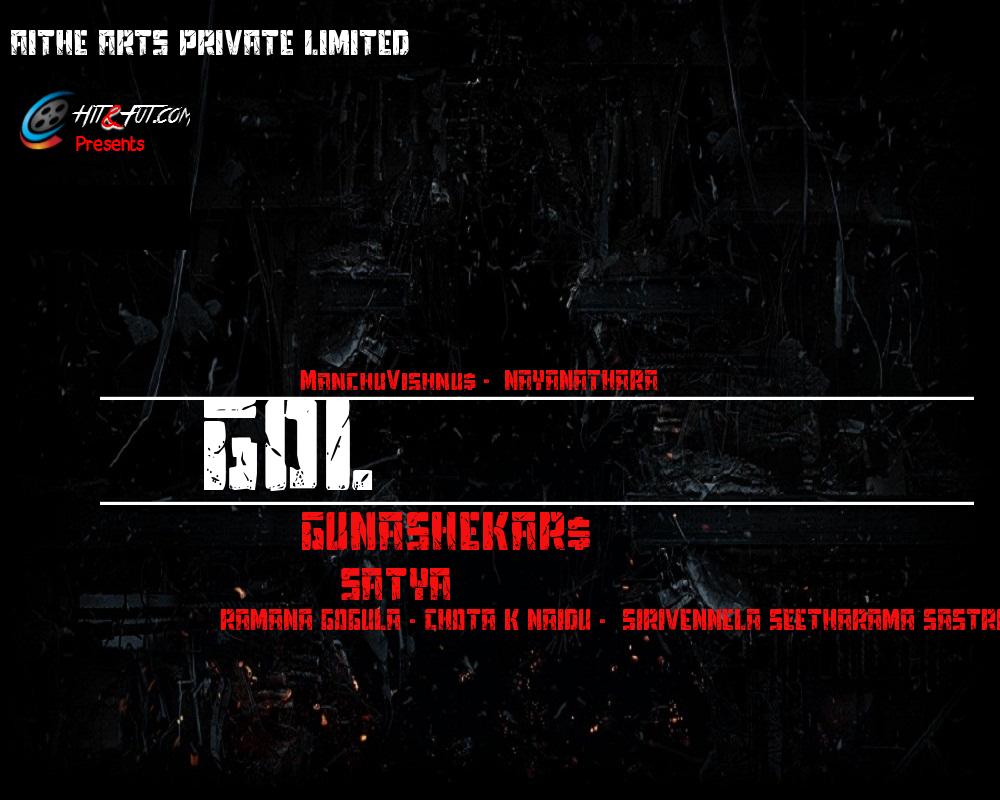 AITHE ARTS PRIVATE LIMITED
HIT&FUT.COM
Presents
ManchuVishnu$ - NAYANATHARA
GOL
GUNASHEKAR$
SATYA
RAMANA GOGULA - CHOTA K NAIDU - SIRIVENNELA SEETHARAMA SASTRI